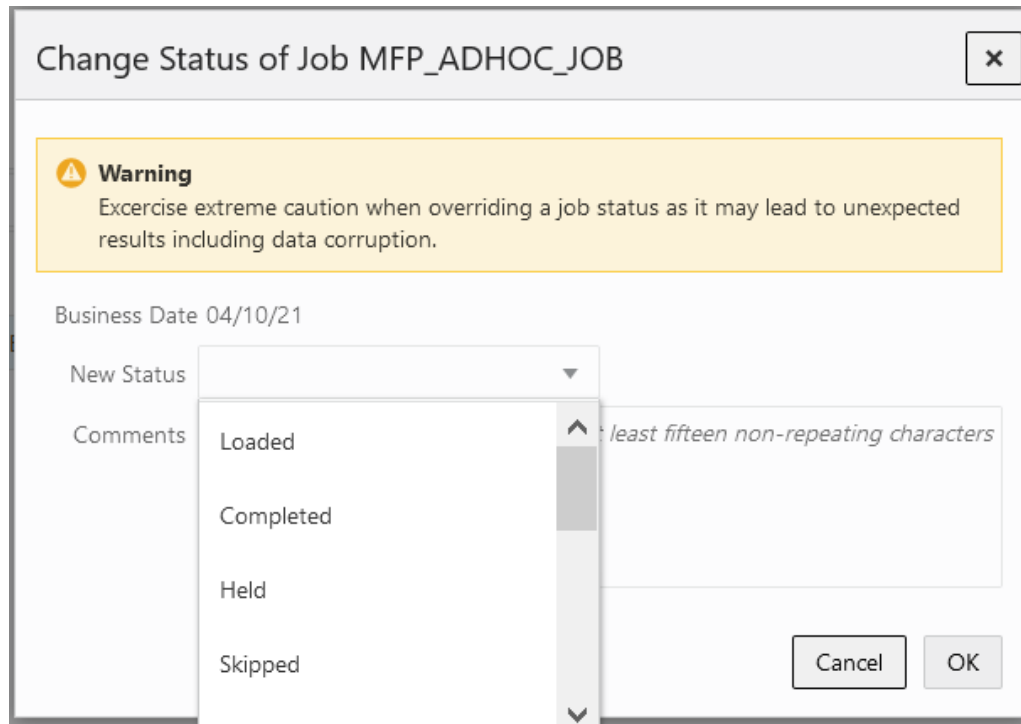 Change Status of Job MFP_ADHOC_JOB
Warning
Excercise extreme caution when overriding a job status as it may lead to unexpected
results including data corruption.
Business Date 04/10/21
New Status
Comments
least fifteen non-repeating characters
Loaded
Completed
Held
Skipped
Cancel
OK